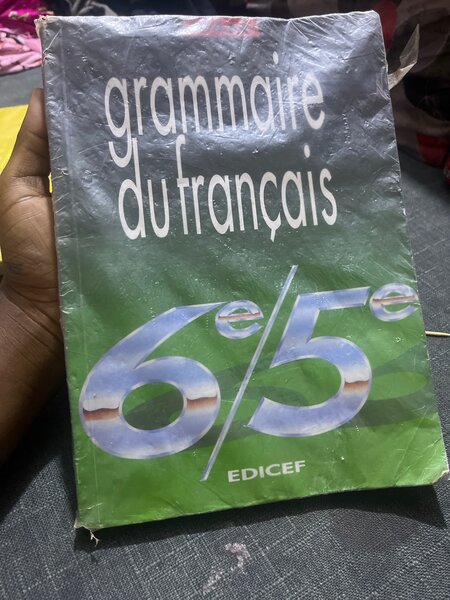 grammaire
du français
6e/5e
EDICEF